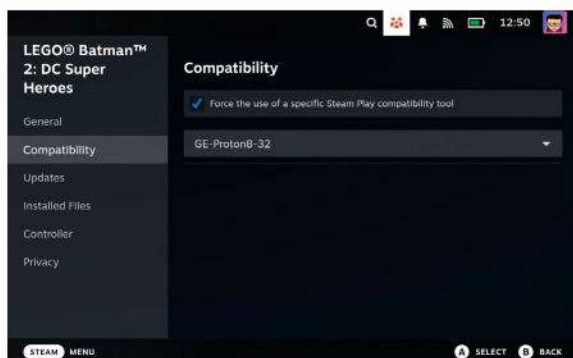 12:50
LEGO® Batman™
2: DC Super
Heroes
General
Compatibility
Updates
Installed Files
Controller
Privacy
Compatibility
Force the use of a specific Steam Play compatibility tool
GE-Proton8-32
STEAM MENU
A SELECT B BACK